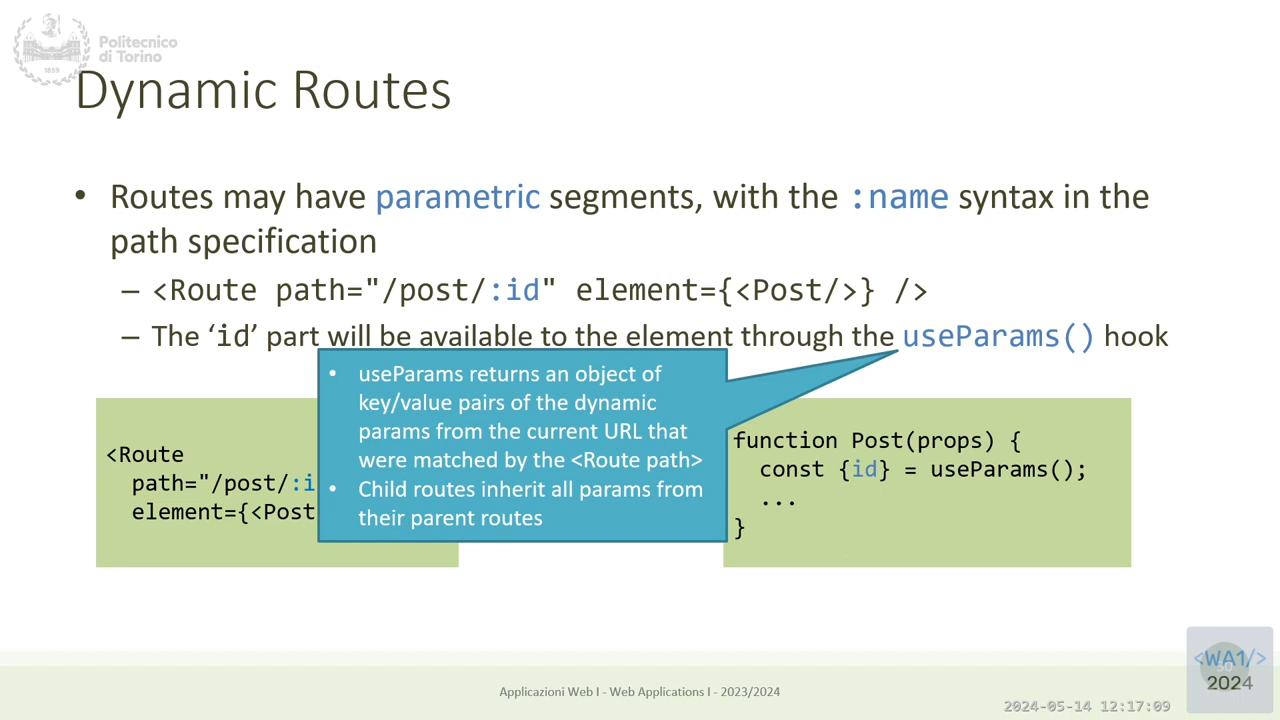 Politecnico
di Torino
1859
Dynamic Routes
• Routes may have parametric segments, with the :name syntax in the
path specification
– <Route path="/post/:id" element={<Post/>} />
– The ‘id’ part will be available to the element through the useParams() hook
• useParams returns an object of
key/value pairs of the dynamic
params from the current URL that
were matched by the <Route path>
• Child routes inherit all params from
their parent routes
<Route
path="/post/:i
element={<Post
function Post(props) {
const {id} = useParams();
...
}
Applicazioni Web I - Web Applications I - 2023/2024
<WA1/>
30
2024
2024-05-14 12:17:09